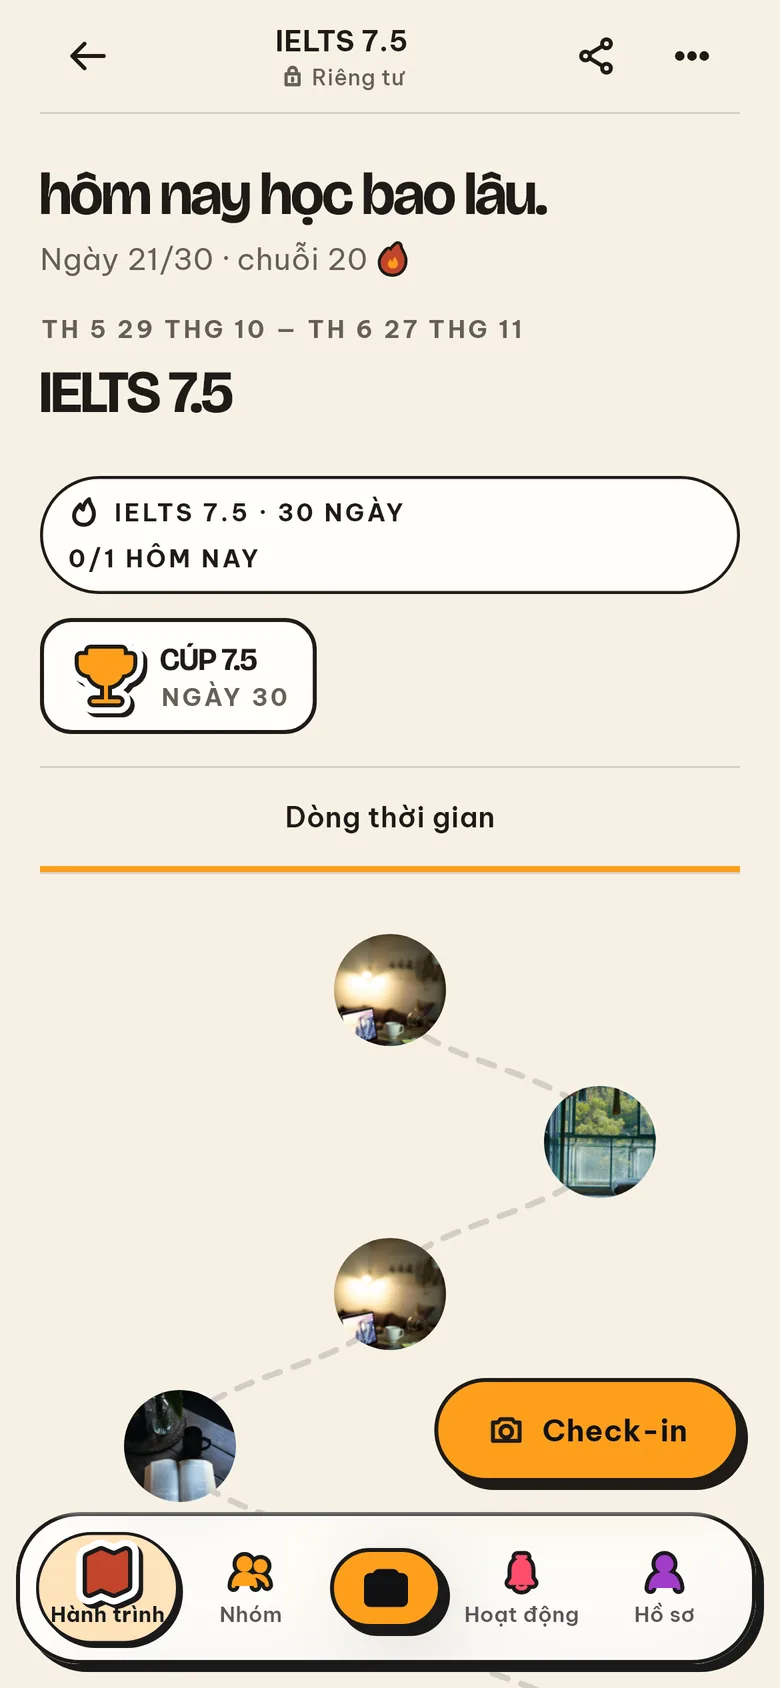 IELTS 7.5
Riêng tư
hôm nay học bao lâu.
Ngày 21/30 · chuỗi 20
TH 5 29 THG 10 – TH 6 27 THG 11
IELTS 7.5
IELTS 7.5 · 30 NGÀY
0/1 HÔM NAY
CÚP 7.5
NGÀY 30
Dòng thời gian
Check-in
Hành trình
Nhóm
Hoạt động
Hồ sơ